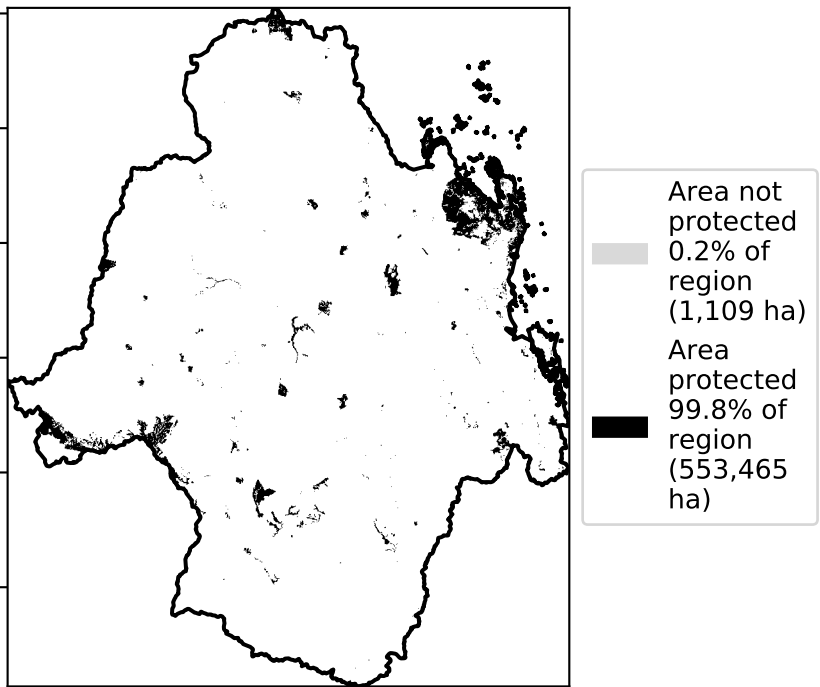 Area not
protected
0.2% of
region
(1,109 ha)
Area
protected
99.8% of
region
(553,465
ha)